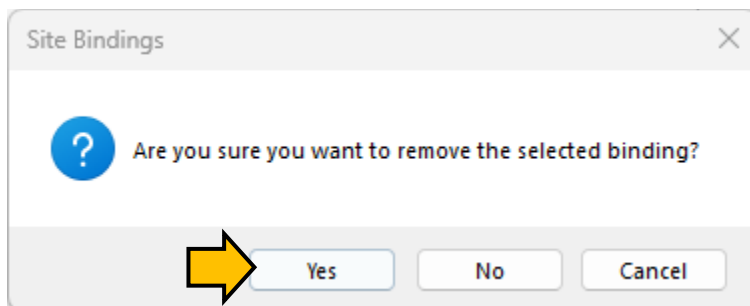 Site Bindings
Are you sure you want to remove the selected binding?
Yes No Cancel